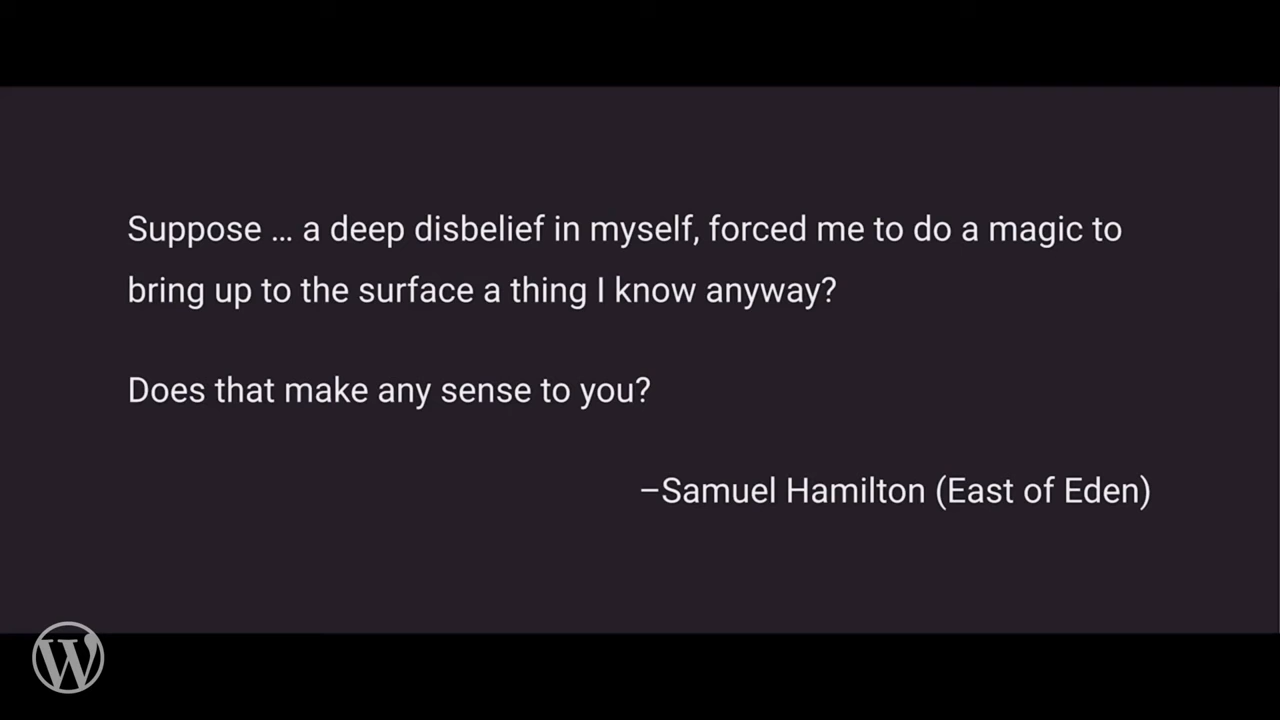 Suppose … a deep disbelief in myself, forced me to do a magic to
bring up to the surface a thing I know anyway?
Does that make any sense to you?
–Samuel Hamilton (East of Eden)